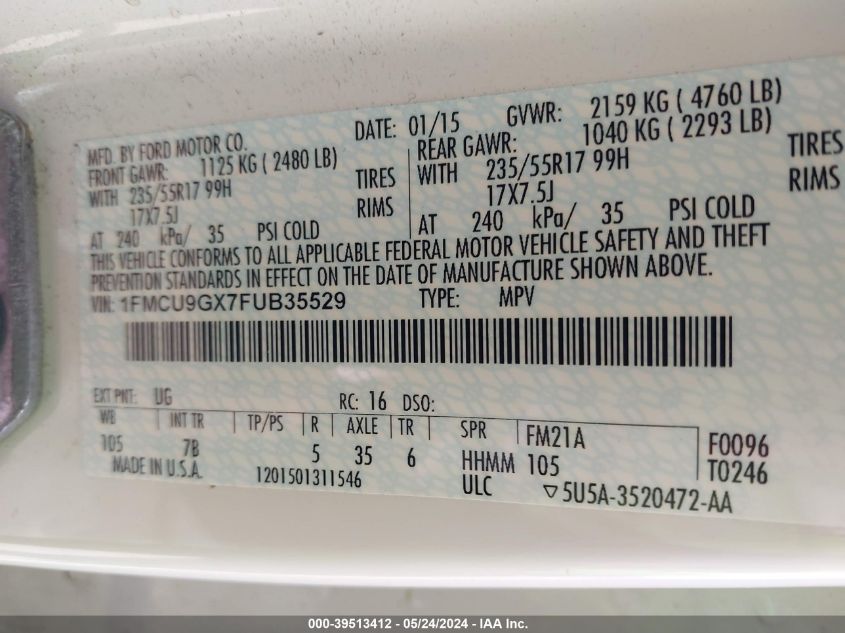 MFD. BY FORD MOTOR CO. DATE: 01/15 GVWR: 2159 KG ( 4760 LB)
FRONT GAWR: 1125 KG ( 2480 LB) REAR GAWR: 1040 KG ( 2293 LB)
WITH 235/55R17 99H TIRES WITH 235/55R17 99H TIRES
17X7.5J RIMS 17X7.5J RIMS
AT 240 kPa/ 35 PSI COLD AT 240 kPa/ 35 PSI COLD
THIS VEHICLE CONFORMS TO ALL APPLICABLE FEDERAL MOTOR VEHICLE SAFETY AND THEFT
PREVENTION STANDARDS IN EFFECT ON THE DATE OF MANUFACTURE SHOWN ABOVE.
VIN: 1FMCU9GX7FUB35529 TYPE: MPV
EXT PNT: UG RC: 16 DSO:
WB INT TR TP/PS R AXLE TR SPR FM21A F0096
105 7B 5 35 6 HHMM 105 T0246
MADE IN U.S.A. 1201501311546 ULC ▽5U5A-3520472-AA
000-39513412 - 05/24/2024 - IAA Inc.